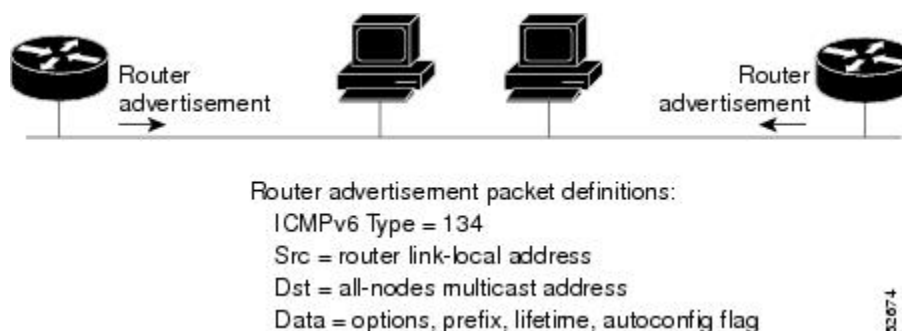 Router
advertisement
Router
advertisement
Router advertisement packet definitions:
ICMPv6 Type = 134
Src = router link-local address
Dst = all-nodes multicast address
Data = options, prefix, lifetime, autoconfig flag